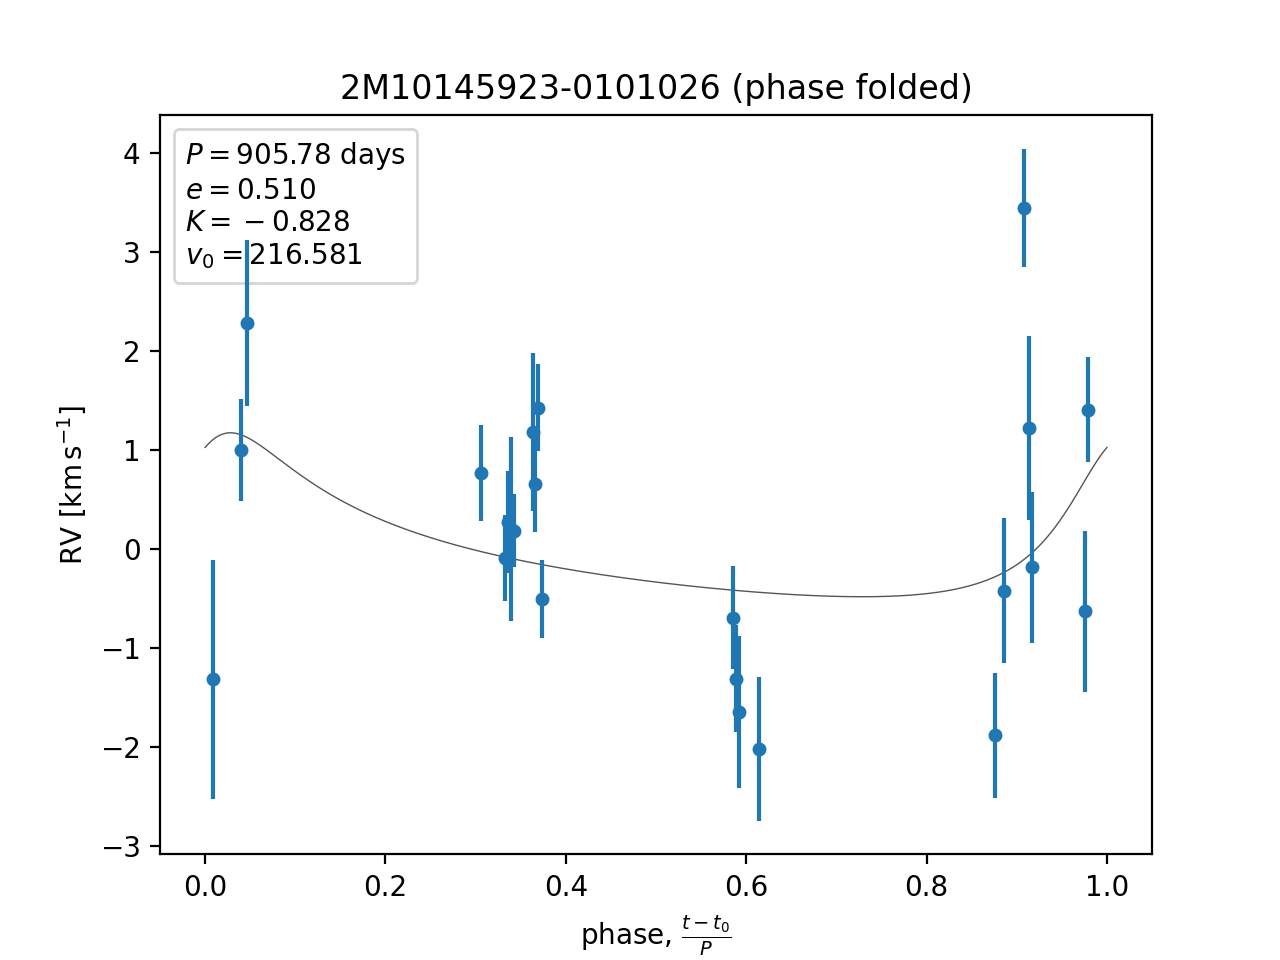 2M10145923-0101026 (phase folded)
P = 905.78 days
e = 0.510
K = −0.828
v₀ = 216.581
4
3
2
1
0
−1
−2
−3
RV [km s⁻¹]
0.0 0.2 0.4 0.6 0.8 1.0
phase, (t − t₀)/P